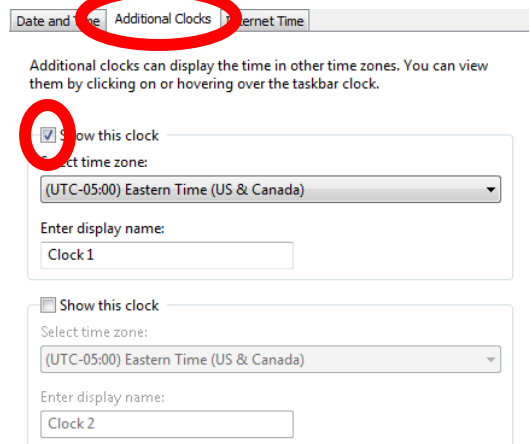 Date and Time Additional Clocks Internet Time
Additional clocks can display the time in other time zones. You can view
them by clicking on or hovering over the taskbar clock.
Show this clock
Select time zone:
(UTC-05:00) Eastern Time (US & Canada)
Enter display name:
Clock 1
Show this clock
Select time zone:
(UTC-05:00) Eastern Time (US & Canada)
Enter display name:
Clock 2